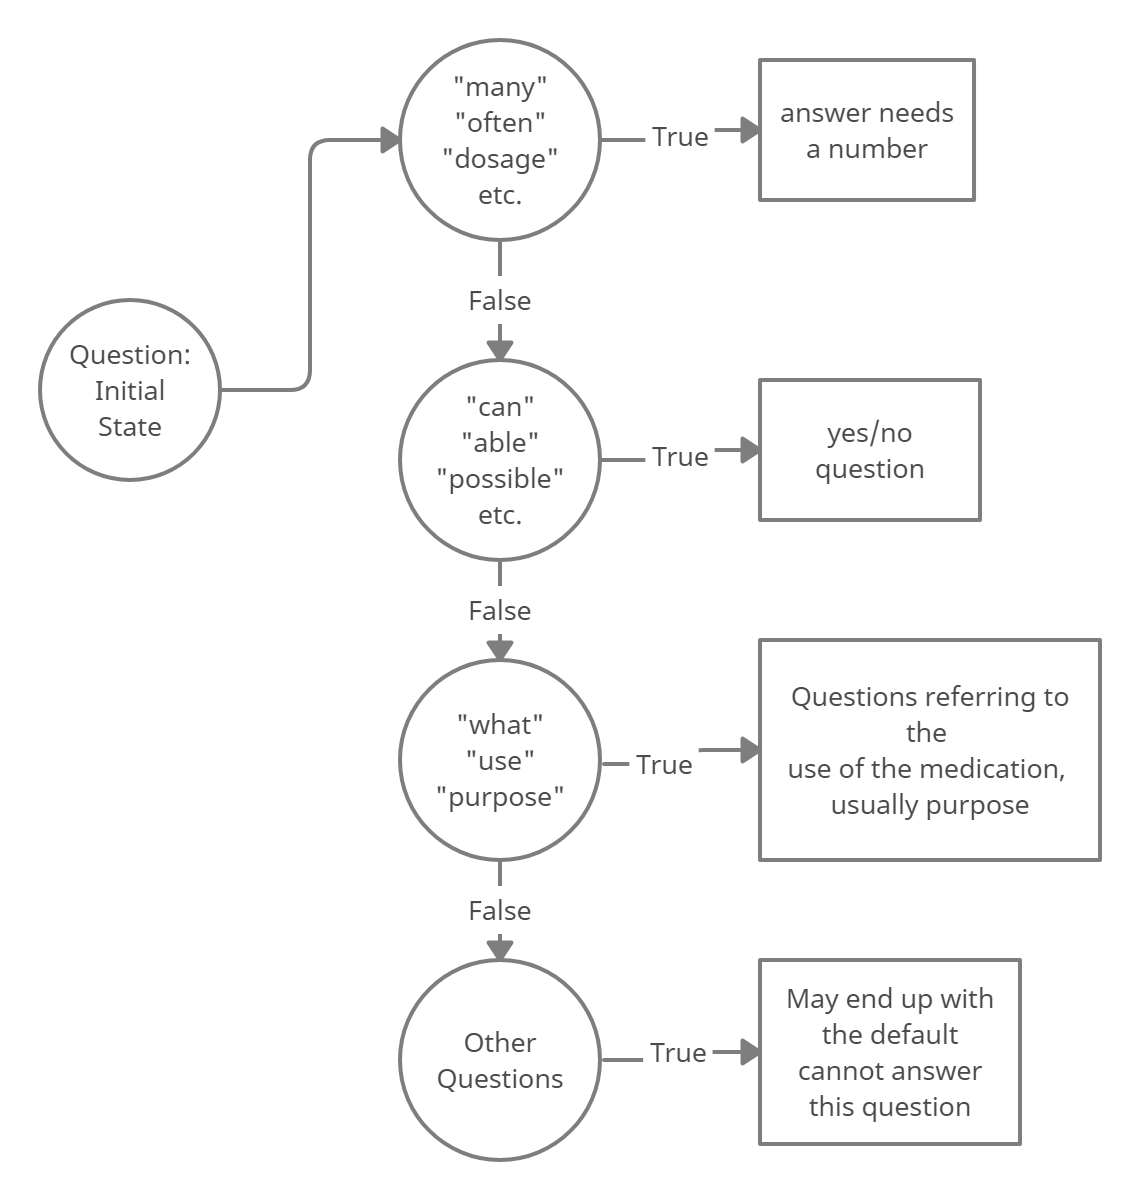 Question:
Initial
State
"many"
"often"
"dosage"
etc.
True
answer needs
a number
False
"can"
"able"
"possible"
etc.
True
yes/no
question
False
"what"
"use"
"purpose"
True
Questions referring to
the
use of the medication,
usually purpose
False
Other
Questions
True
May end up with
the default
cannot answer
this question